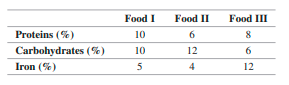 Food I Food II Food III
Proteins (%) 10 6 8
Carbohydrates (%) 10 12 6
Iron (%) 5 4 12